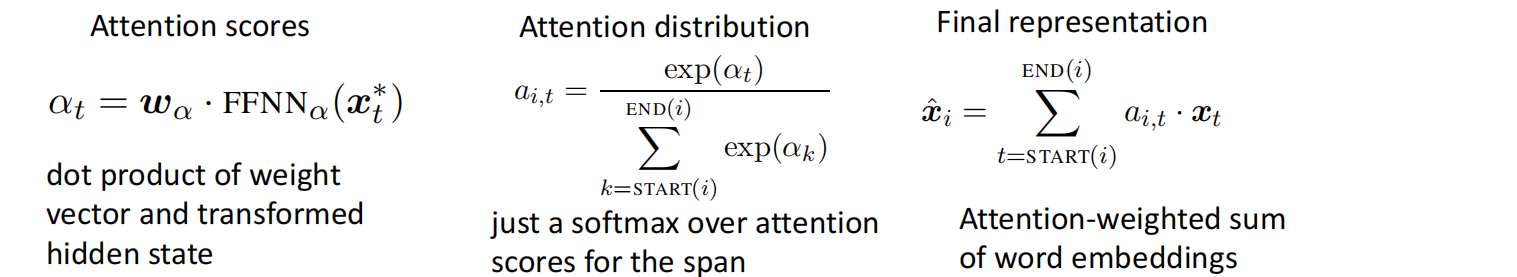 Attention scores
α_t = w_α · FFNN_α(x*_t)
dot product of weight
vector and transformed
hidden state
Attention distribution
a_{i,t} = exp(α_t) / ∑_{k=START(i)}^{END(i)} exp(α_k)
just a softmax over attention
scores for the span
Final representation
x̂_i = ∑_{t=START(i)}^{END(i)} a_{i,t} · x_t
Attention-weighted sum
of word embeddings